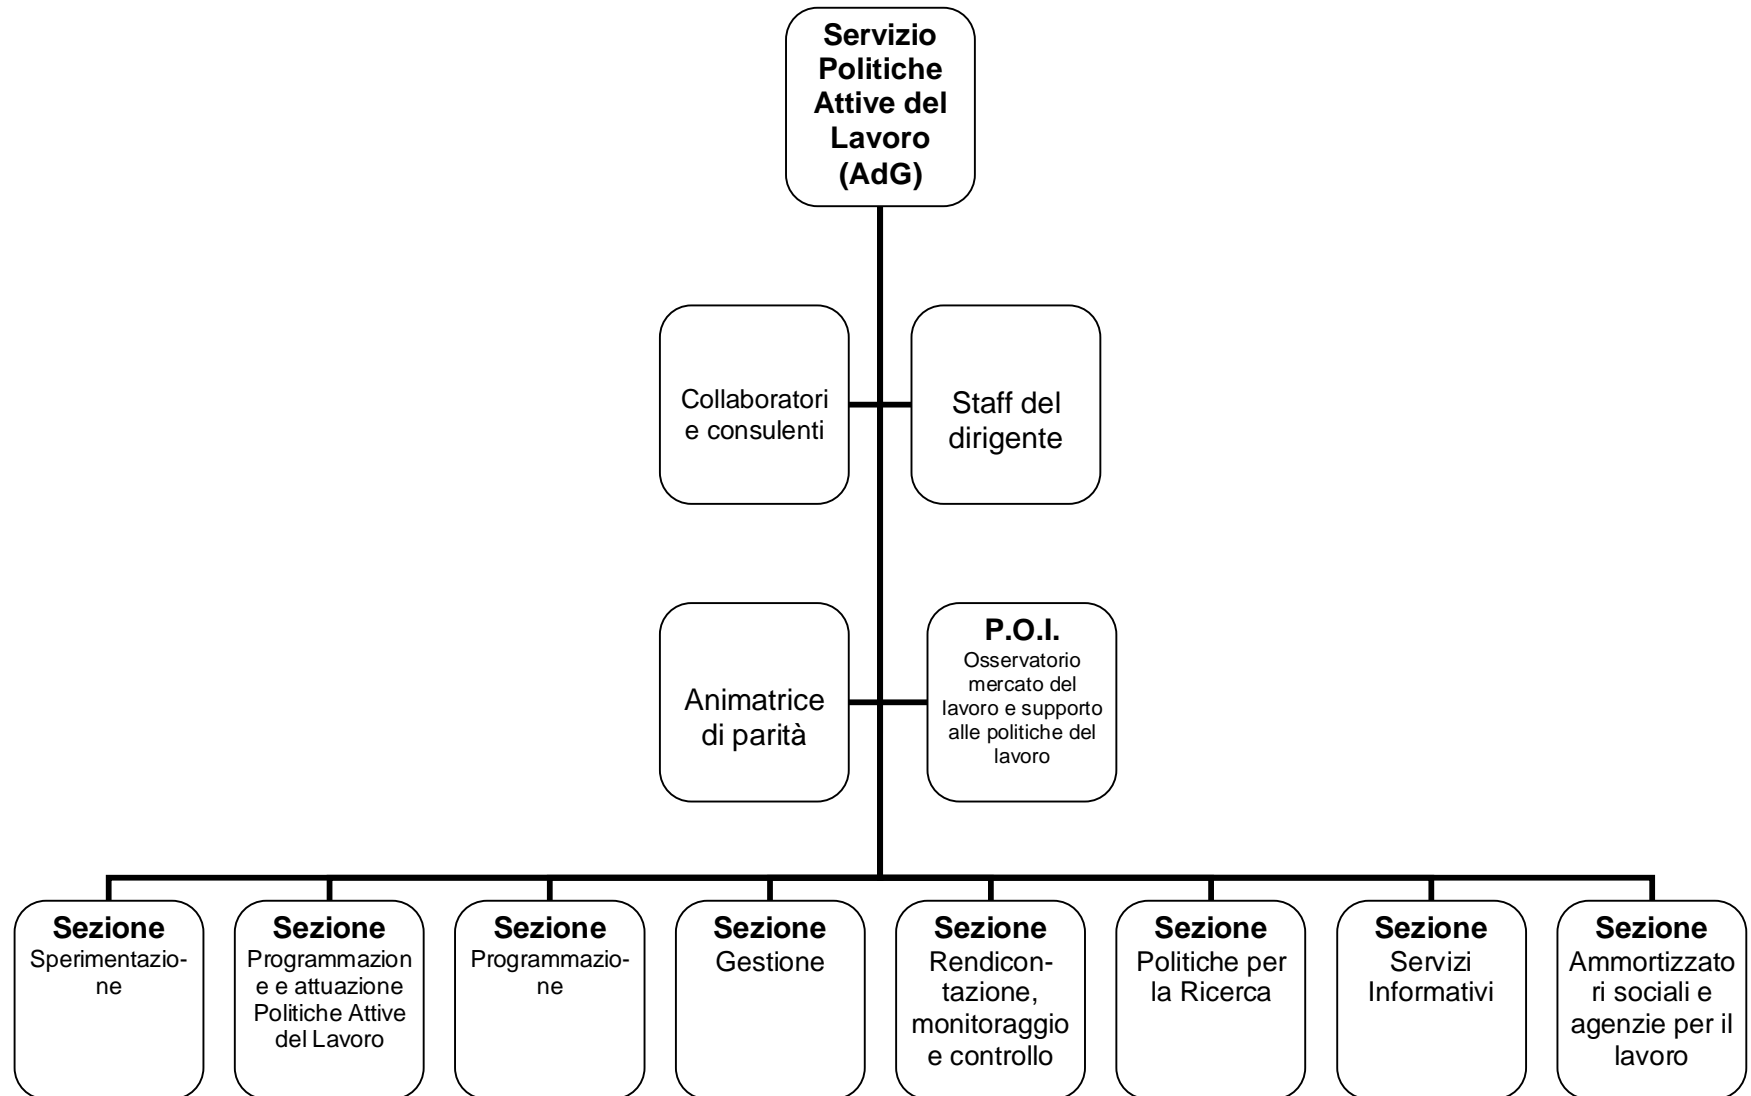 Servizio
Politiche
Attive del
Lavoro
(AdG)
Collaboratori
e consulenti
Staff del
dirigente
Animatrice
di parità
P.O.I.
Osservatorio
mercato del
lavoro e supporto
alle politiche del
lavoro
Sezione
Sperimentazio-
ne
Sezione
Programmazion
e e attuazione
Politiche Attive
del Lavoro
Sezione
Programmazio-
ne
Sezione
Gestione
Sezione
Rendicon-
tazione,
monitoraggio
e controllo
Sezione
Politiche per
la Ricerca
Sezione
Servizi
Informativi
Sezione
Ammortizzato
ri sociali e
agenzie per il
lavoro